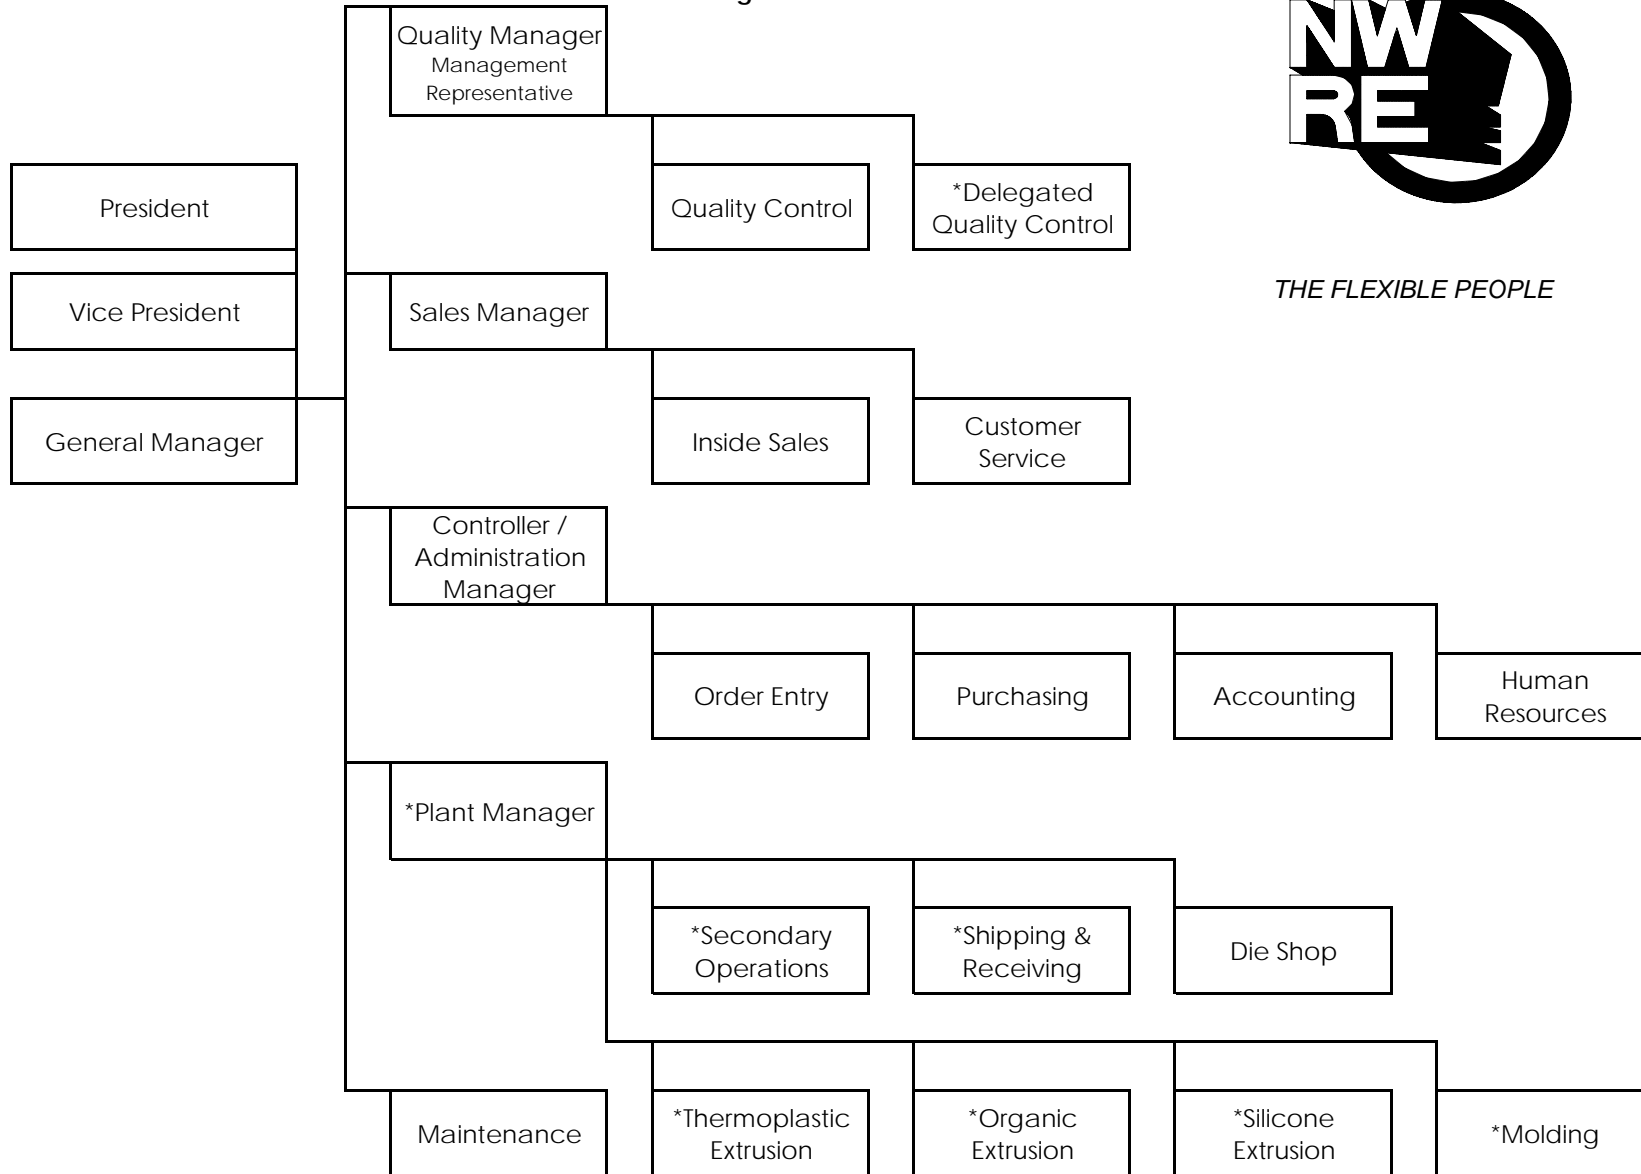 Quality Manager
Management
Representative
NW
RE
President
Quality Control
*Delegated
Quality Control
THE FLEXIBLE PEOPLE
Vice President
Sales Manager
General Manager
Inside Sales
Customer
Service
Controller /
Administration
Manager
Order Entry
Purchasing
Accounting
Human
Resources
*Plant Manager
*Secondary
Operations
*Shipping &
Receiving
Die Shop
Maintenance
*Thermoplastic
Extrusion
*Organic
Extrusion
*Silicone
Extrusion
*Molding